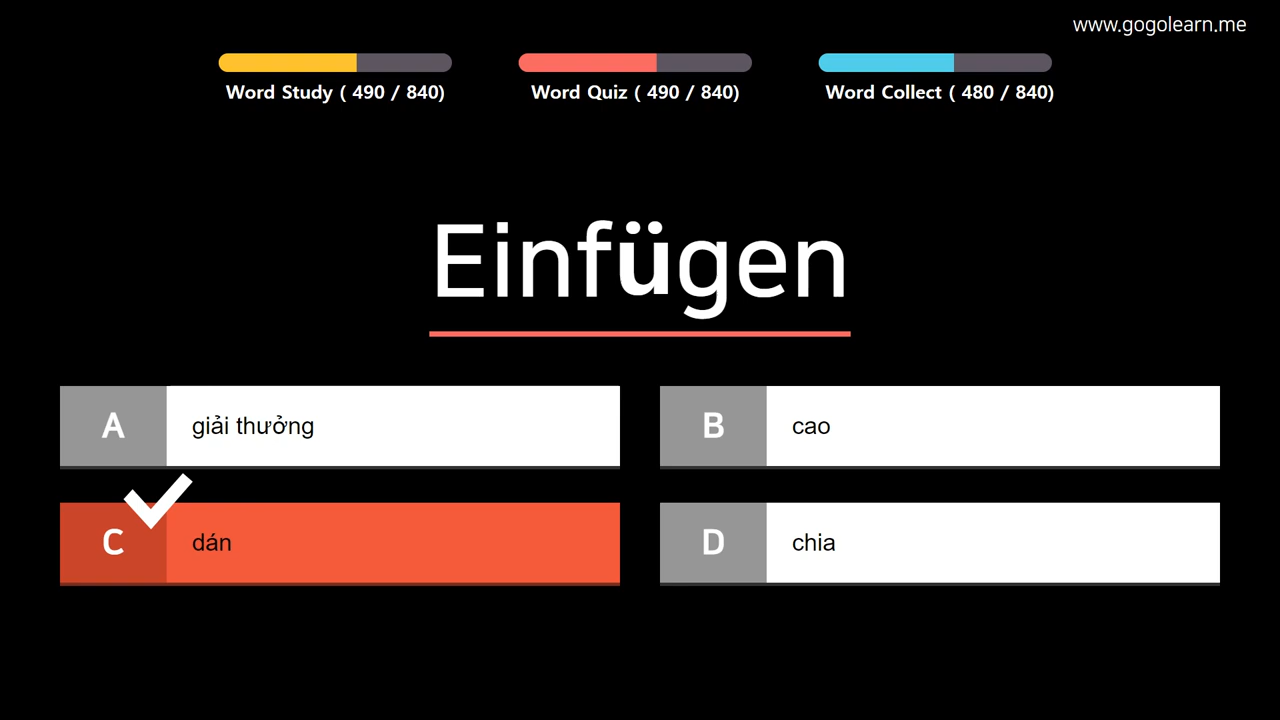 www.gogolearn.me
Word Study ( 490 / 840)
Word Quiz ( 490 / 840)
Word Collect ( 480 / 840)
Einfügen
A giải thưởng
B cao
C dán
D chia